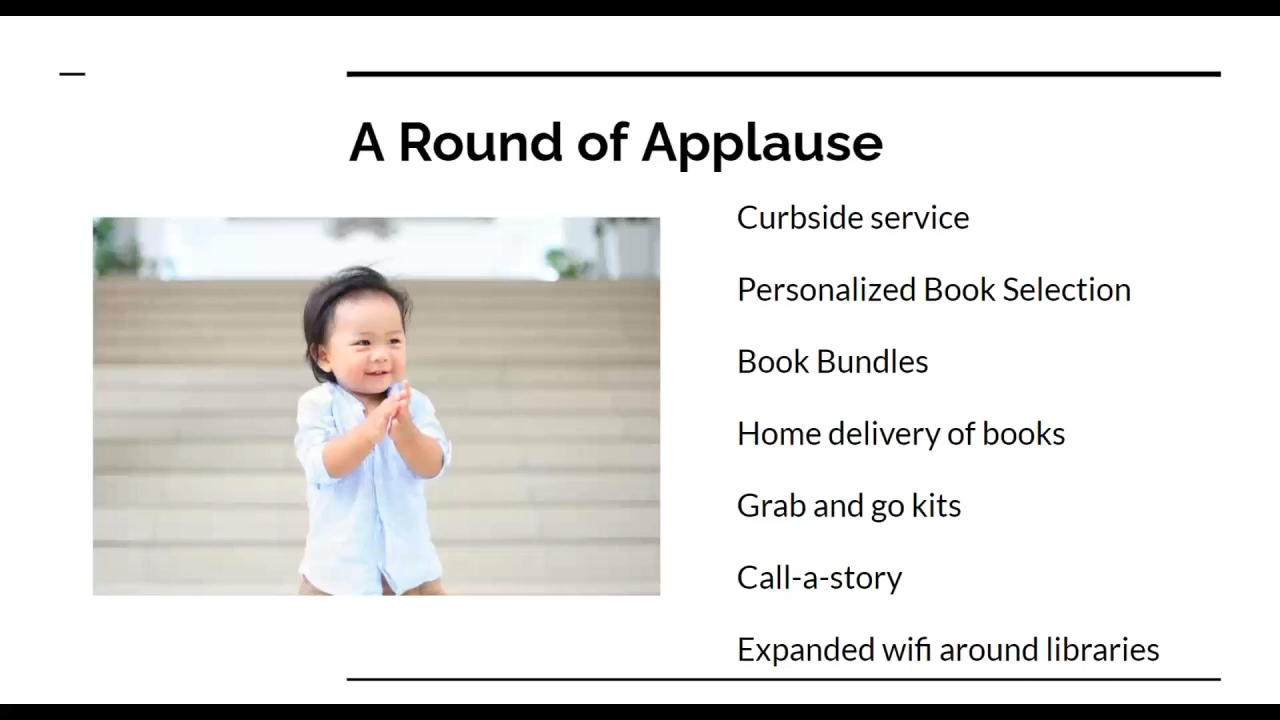 A Round of Applause
Curbside service
Personalized Book Selection
Book Bundles
Home delivery of books
Grab and go kits
Call-a-story
Expanded wifi around libraries